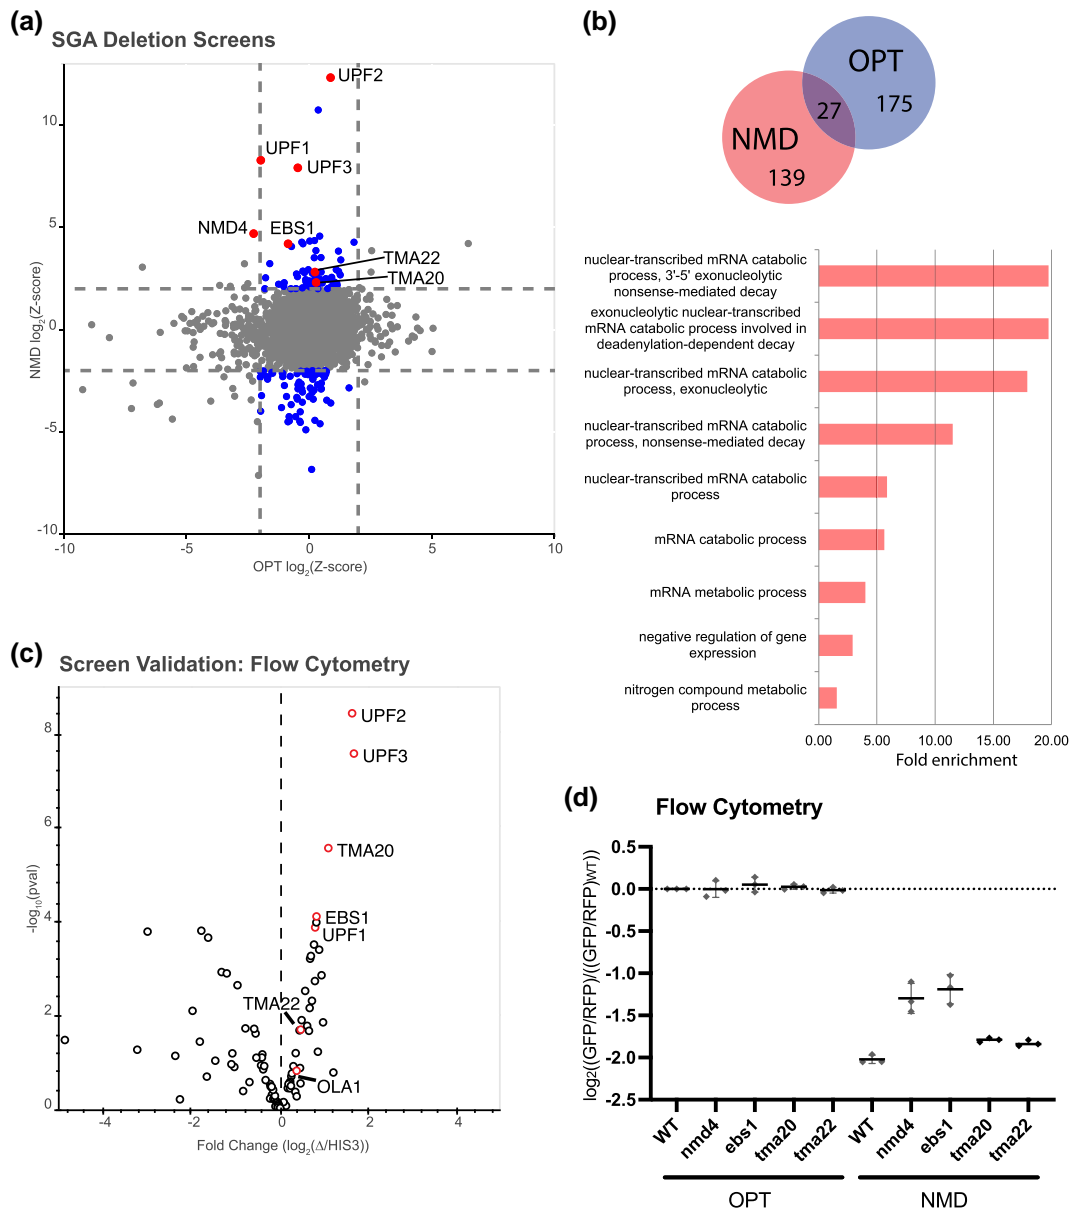 (a)
SGA Deletion Screens
UPF2
10
UPF1
UPF3
5
NMD4
EBS1
TMA22
TMA20
0
-5
-10
NMD log2(Z-score)
-10
-5
0
5
10
OPT log2(Z-score)
(b)
OPT
27
175
NMD
139
nuclear-transcribed mRNA catabolic
process, 3'-5' exonucleolytic
nonsense-mediated decay
exonucleolytic nuclear-transcribed
mRNA catabolic process involved in
deadenylation-dependent decay
nuclear-transcribed mRNA catabolic
process, exonucleolytic
nuclear-transcribed mRNA catabolic
process, nonsense-mediated decay
nuclear-transcribed mRNA catabolic
process
mRNA catabolic process
mRNA metabolic process
negative regulation of gene
expression
nitrogen compound metabolic
process
0.00
5.00
10.00
15.00
20.00
Fold enrichment
(c)
Screen Validation: Flow Cytometry
UPF2
8
UPF3
6
TMA20
4
EBS1
UPF1
2
TMA22
OLA1
0
-log10(pval)
-4
-2
0
2
4
Fold Change (log2(Δ/HIS3))
(d)
Flow Cytometry
0.5
0.0
-0.5
-1.0
-1.5
-2.0
-2.5
log2((GFP/RFP)/((GFP/RFP)WT))
WT
nmd4
ebs1
tma20
tma22
WT
nmd4
ebs1
tma20
tma22
OPT
NMD